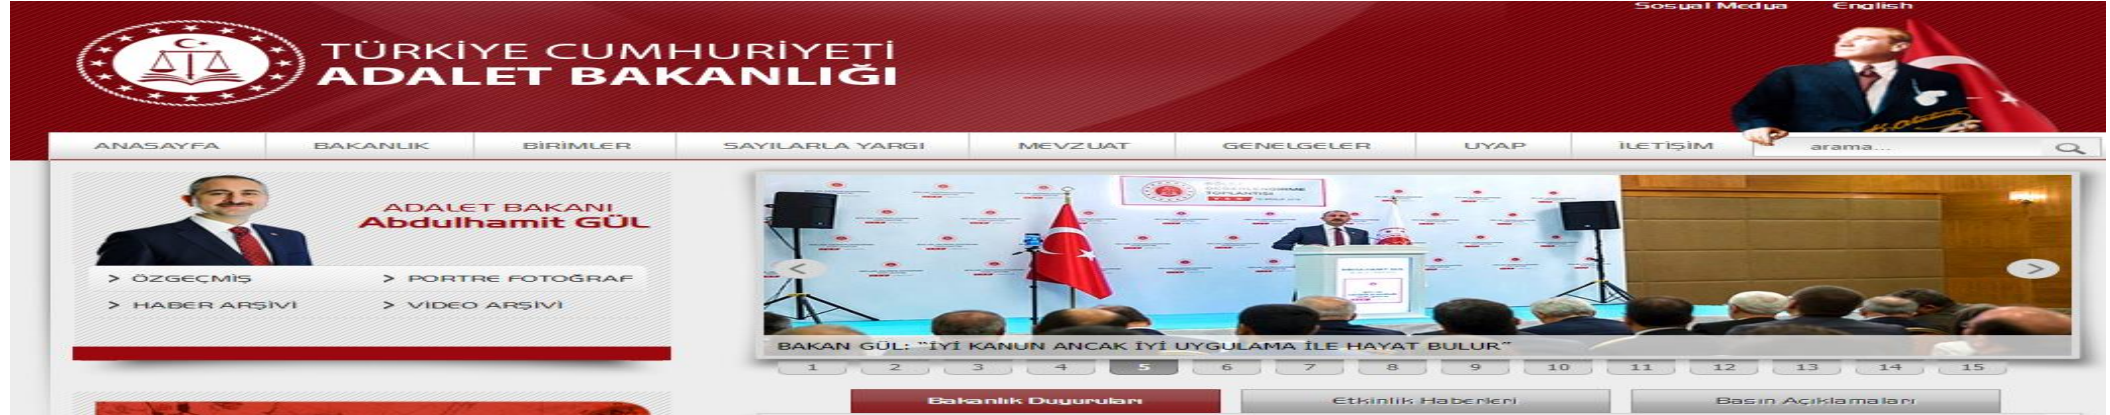 Sosyal Medya English
TÜRKİYE CUMHURİYETİ
ADALET BAKANLIĞI
ANASAYFA BAKANLIK BİRİMLER SAYILARLA YARGI MEVZUAT GENELGELER UYAP İLETİŞİM arama...
ADALET BAKANI
Abdulhamit GÜL
> ÖZGEÇMİŞ > PORTRE FOTOĞRAF
> HABER ARŞİVİ > VİDEO ARŞİVİ
DEĞERLENDİRME
TOPLANTISI
BAKAN GÜL: “İYİ KANUN ANCAK İYİ UYGULAMA İLE HAYAT BULUR”
1 2 3 4 5 6 7 8 9 10 11 12 13 14 15
Bakanlık Duyuruları Etkinlik Haberleri Basın Açıklamaları